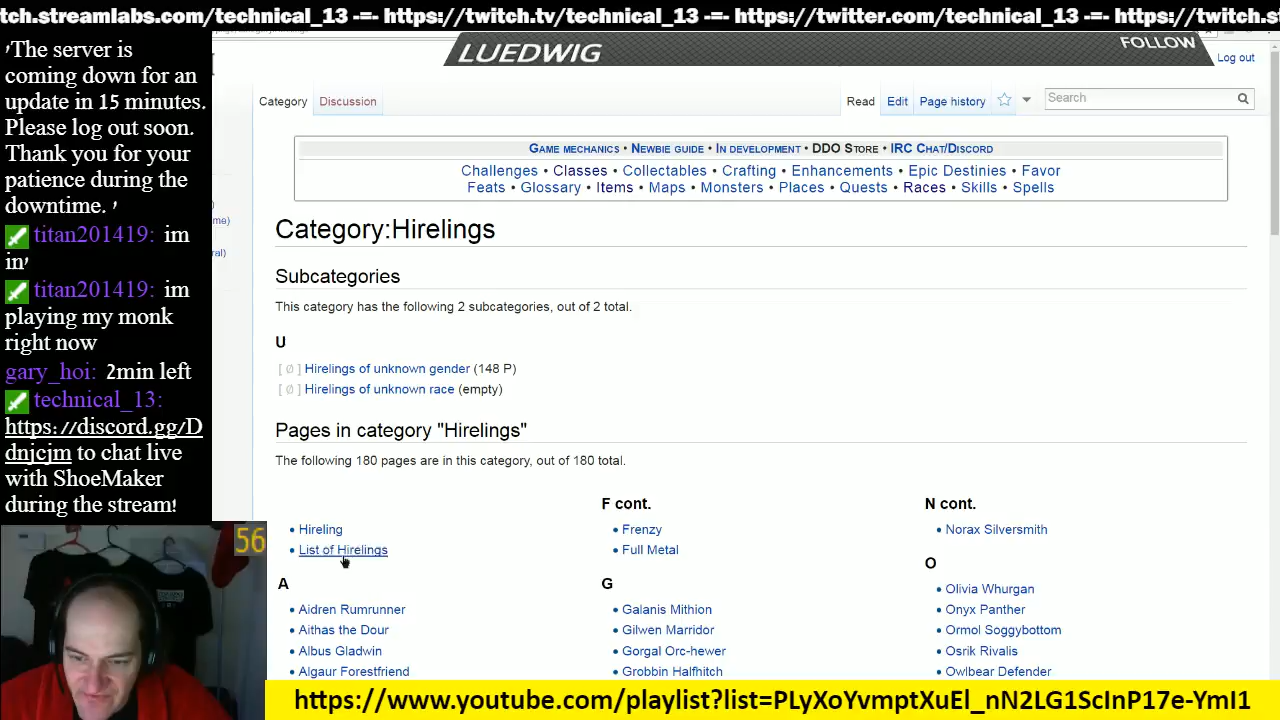 tch.streamlabs.com/technical_13 -=- https://twitch.tv/technical_13 -=- https://twitter.com/technical_13 -=- https://twitch.s
LUEDWIG
FOLLOW
Log out
Category
Discussion
Read
Edit
Page history
Search
GAME MECHANICS • NEWBIE GUIDE • IN DEVELOPMENT • DDO STORE • IRC CHAT/DISCORD
Challenges • Classes • Collectables • Crafting • Enhancements • Epic Destinies • Favor
Feats • Glossary • Items • Maps • Monsters • Places • Quests • Races • Skills • Spells
Category:Hirelings
Subcategories
This category has the following 2 subcategories, out of 2 total.
U
[ Ø ] Hirelings of unknown gender (148 P)
[ Ø ] Hirelings of unknown race (empty)
Pages in category "Hirelings"
The following 180 pages are in this category, out of 180 total.
• Hireling
• List of Hirelings
A
• Aidren Rumrunner
• Aithas the Dour
• Albus Gladwin
• Algaur Forestfriend
F cont.
• Frenzy
• Full Metal
G
• Galanis Mithion
• Gilwen Marridor
• Gorgal Orc-hewer
• Grobbin Halfhitch
N cont.
• Norax Silversmith
O
• Olivia Whurgan
• Onyx Panther
• Ormol Soggybottom
• Osrik Rivalis
• Owlbear Defender
'The server is
coming down for an
update in 15 minutes.
Please log out soon.
Thank you for your
patience during the
downtime. '
titan201419: im
in'
titan201419: im
playing my monk
right now
gary_hoi: 2min left
technical_13:
https://discord.gg/D
dnjcjm to chat live
with ShoeMaker
during the stream!
me)
ral)
56
https://www.youtube.com/playlist?list=PLyXoYvmptXuEl_nN2LG1ScInP17e-YmI1